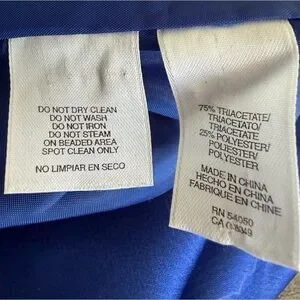 DO NOT DRY CLEAN
DO NOT WASH
DO NOT IRON
DO NOT STEAM
ON BEADED AREA
SPOT CLEAN ONLY
NO LIMPIAR EN SECO
75% TRIACETATE/
TRIACETATO/
TRIACETATE
25% POLYESTER/
POLIESTER/
POLYESTER
MADE IN CHINA
HECHO EN CHINA
FABRIQUE EN CHINE
RN 54050
CA